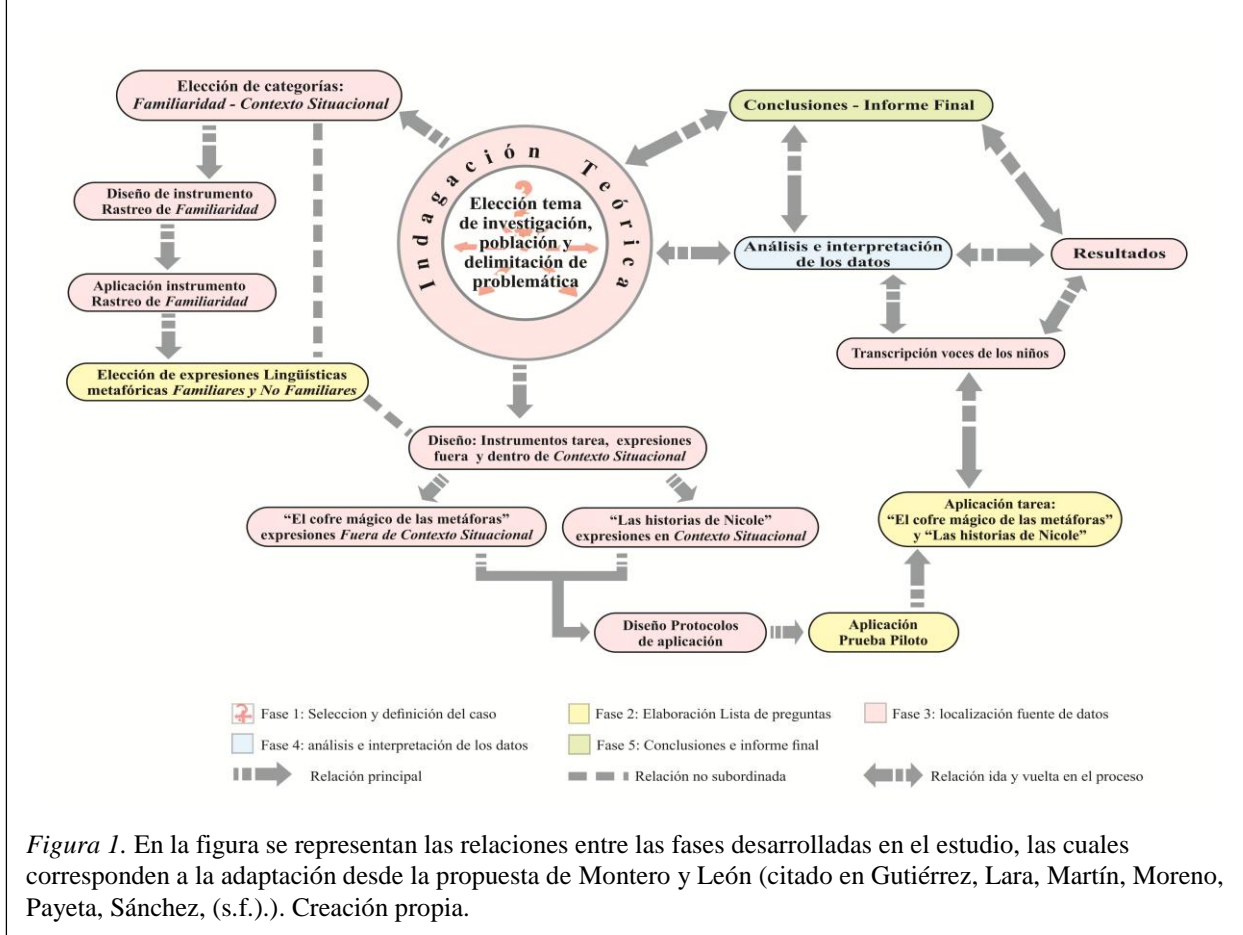 Elección de categorías:
Familiaridad - Contexto Situacional
Conclusiones - Informe Final
Indagación Teórica
Elección tema
de investigación,
población y
delimitación de
problemática
Diseño de instrumento
Rastreo de Familiaridad
Análisis e interpretación
de los datos
Resultados
Aplicación instrumento
Rastreo de Familiaridad
Transcripción voces de los niños
Elección de expresiones Lingüísticas
metafóricas Familiares y No Familiares
Diseño: Instrumentos tarea, expresiones
fuera y dentro de Contexto Situacional
“El cofre mágico de las metáforas”
expresiones Fuera de Contexto Situacional
“Las historias de Nicole”
expresiones en Contexto Situacional
Aplicación tarea:
“El cofre mágico de las metáforas”
y “Las historias de Nicole”
Diseño Protocolos
de aplicación
Aplicación
Prueba Piloto
Fase 1: Seleccion y definición del caso
Fase 2: Elaboración Lista de preguntas
Fase 3: localización fuente de datos
Fase 4: análisis e interpretación de los datos
Fase 5: Conclusiones e informe final
Relación principal
Relación no subordinada
Relación ida y vuelta en el proceso
Figura 1. En la figura se representan las relaciones entre las fases desarrolladas en el estudio, las cuales
corresponden a la adaptación desde la propuesta de Montero y León (citado en Gutiérrez, Lara, Martín, Moreno,
Payeta, Sánchez, (s.f.).). Creación propia.